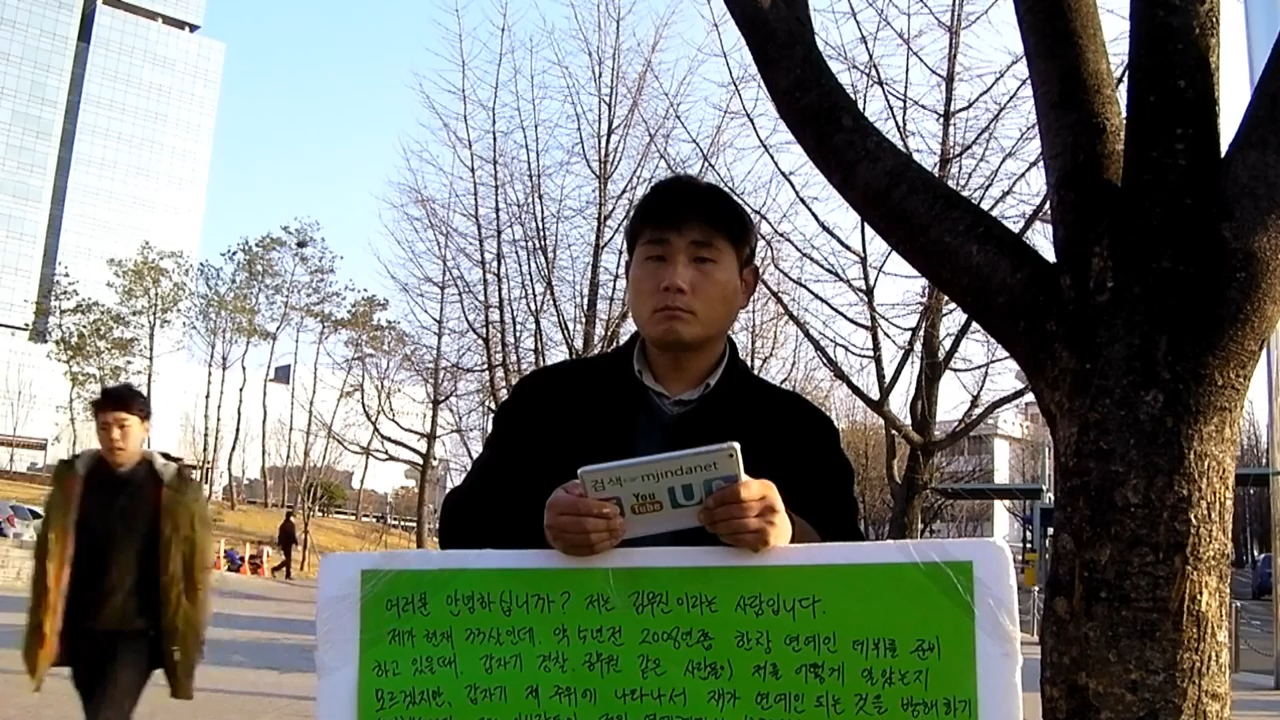 검색☞mjindanet
You
Tube
여러분 안녕하십니까? 저는 김무진이라는 사람입니다.
제가 현재 33살인데. 약 5년전 2008년쯤 한창 연예인 데뷔를 준비
하고 있을때. 갑자기 경찰. 공무원 같은 사람들이 저를 어떻게 알았는지
모르겠지만, 갑자기 제 주위에 나타나서 제가 연예인 되는 것을 방해하기